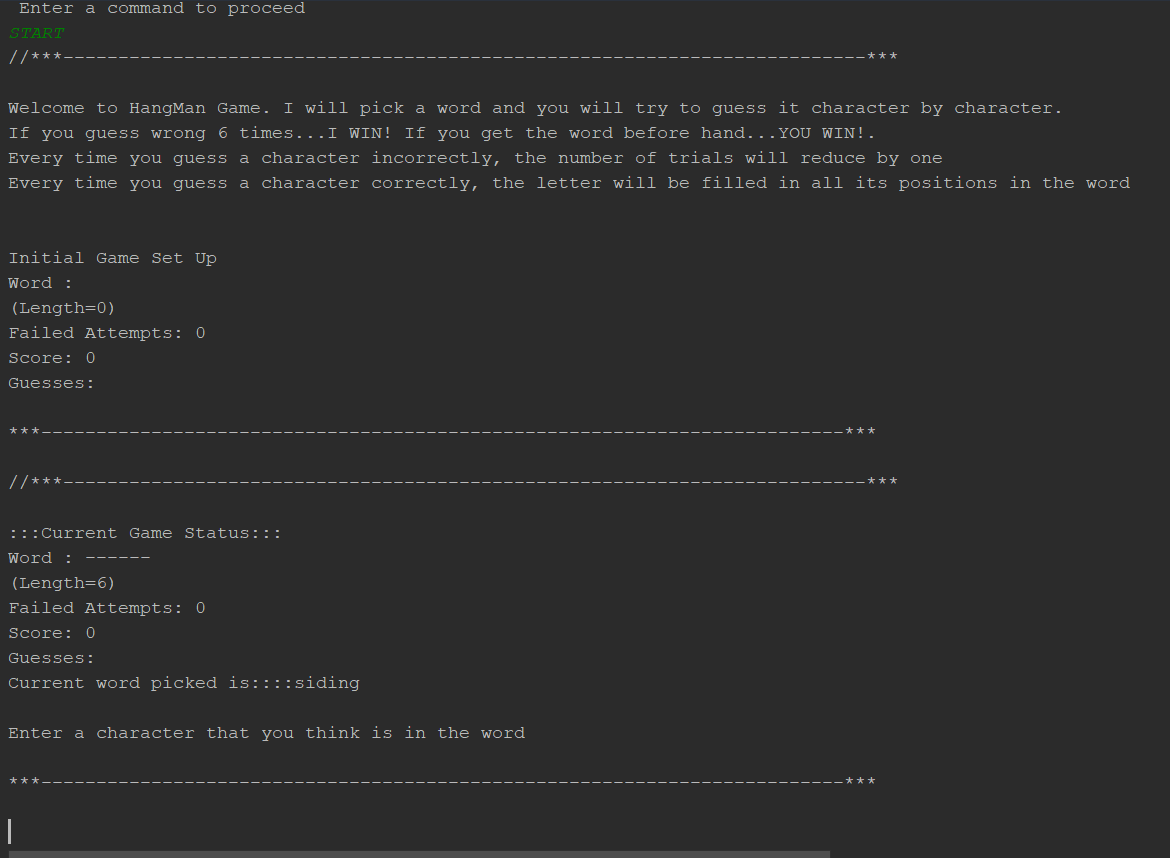 Enter a command to proceed
START
//***-------------------------------------------------------------------------***

Welcome to HangMan Game. I will pick a word and you will try to guess it character by character.
If you guess wrong 6 times...I WIN! If you get the word before hand...YOU WIN!.
Every time you guess a character incorrectly, the number of trials will reduce by one
Every time you guess a character correctly, the letter will be filled in all its positions in the word

Initial Game Set Up
Word :
(Length=0)
Failed Attempts: 0
Score: 0
Guesses:

***-------------------------------------------------------------------------***

//***-------------------------------------------------------------------------***

:::Current Game Status:::
Word : ------
(Length=6)
Failed Attempts: 0
Score: 0
Guesses:
Current word picked is::::siding

Enter a character that you think is in the word

***-------------------------------------------------------------------------***